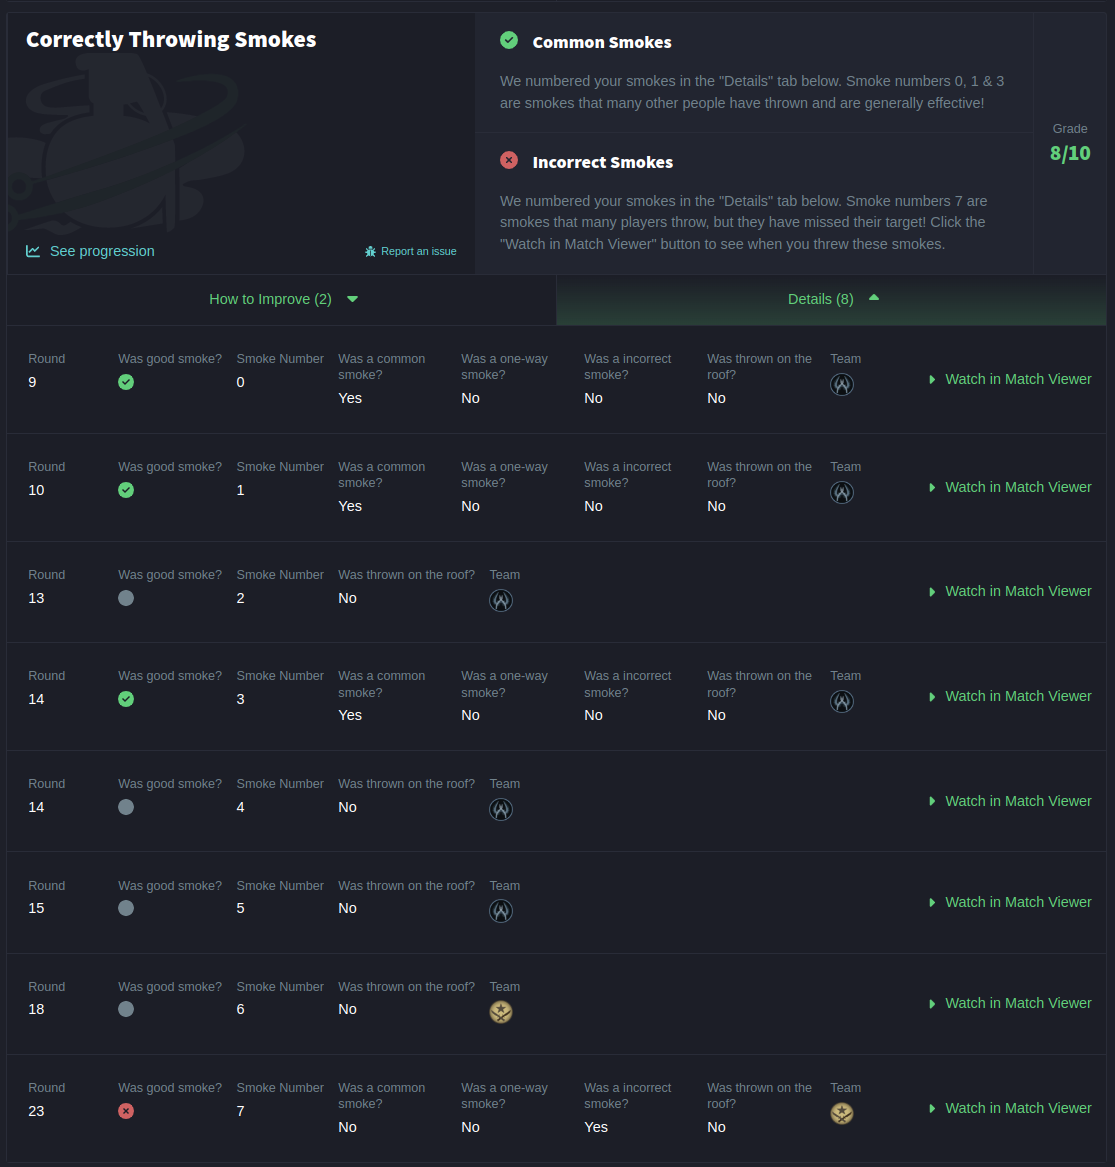 Correctly Throwing Smokes
See progression
Report an issue
Common Smokes
We numbered your smokes in the "Details" tab below. Smoke numbers 0, 1 & 3
are smokes that many other people have thrown and are generally effective!
Incorrect Smokes
We numbered your smokes in the "Details" tab below. Smoke numbers 7 are
smokes that many players throw, but they have missed their target! Click the
"Watch in Match Viewer" button to see when you threw these smokes.
Grade
8/10
How to Improve (2)
Details (8)
Round
9
Was good smoke?
Smoke Number
0
Was a common
smoke?
Yes
Was a one-way
smoke?
No
Was a incorrect
smoke?
No
Was thrown on the
roof?
No
Team
Watch in Match Viewer
Round
10
Was good smoke?
Smoke Number
1
Was a common
smoke?
Yes
Was a one-way
smoke?
No
Was a incorrect
smoke?
No
Was thrown on the
roof?
No
Team
Watch in Match Viewer
Round
13
Was good smoke?
Smoke Number
2
Was thrown on the roof?
No
Team
Watch in Match Viewer
Round
14
Was good smoke?
Smoke Number
3
Was a common
smoke?
Yes
Was a one-way
smoke?
No
Was a incorrect
smoke?
No
Was thrown on the
roof?
No
Team
Watch in Match Viewer
Round
14
Was good smoke?
Smoke Number
4
Was thrown on the roof?
No
Team
Watch in Match Viewer
Round
15
Was good smoke?
Smoke Number
5
Was thrown on the roof?
No
Team
Watch in Match Viewer
Round
18
Was good smoke?
Smoke Number
6
Was thrown on the roof?
No
Team
Watch in Match Viewer
Round
23
Was good smoke?
Smoke Number
7
Was a common
smoke?
No
Was a one-way
smoke?
No
Was a incorrect
smoke?
Yes
Was thrown on the
roof?
No
Team
Watch in Match Viewer